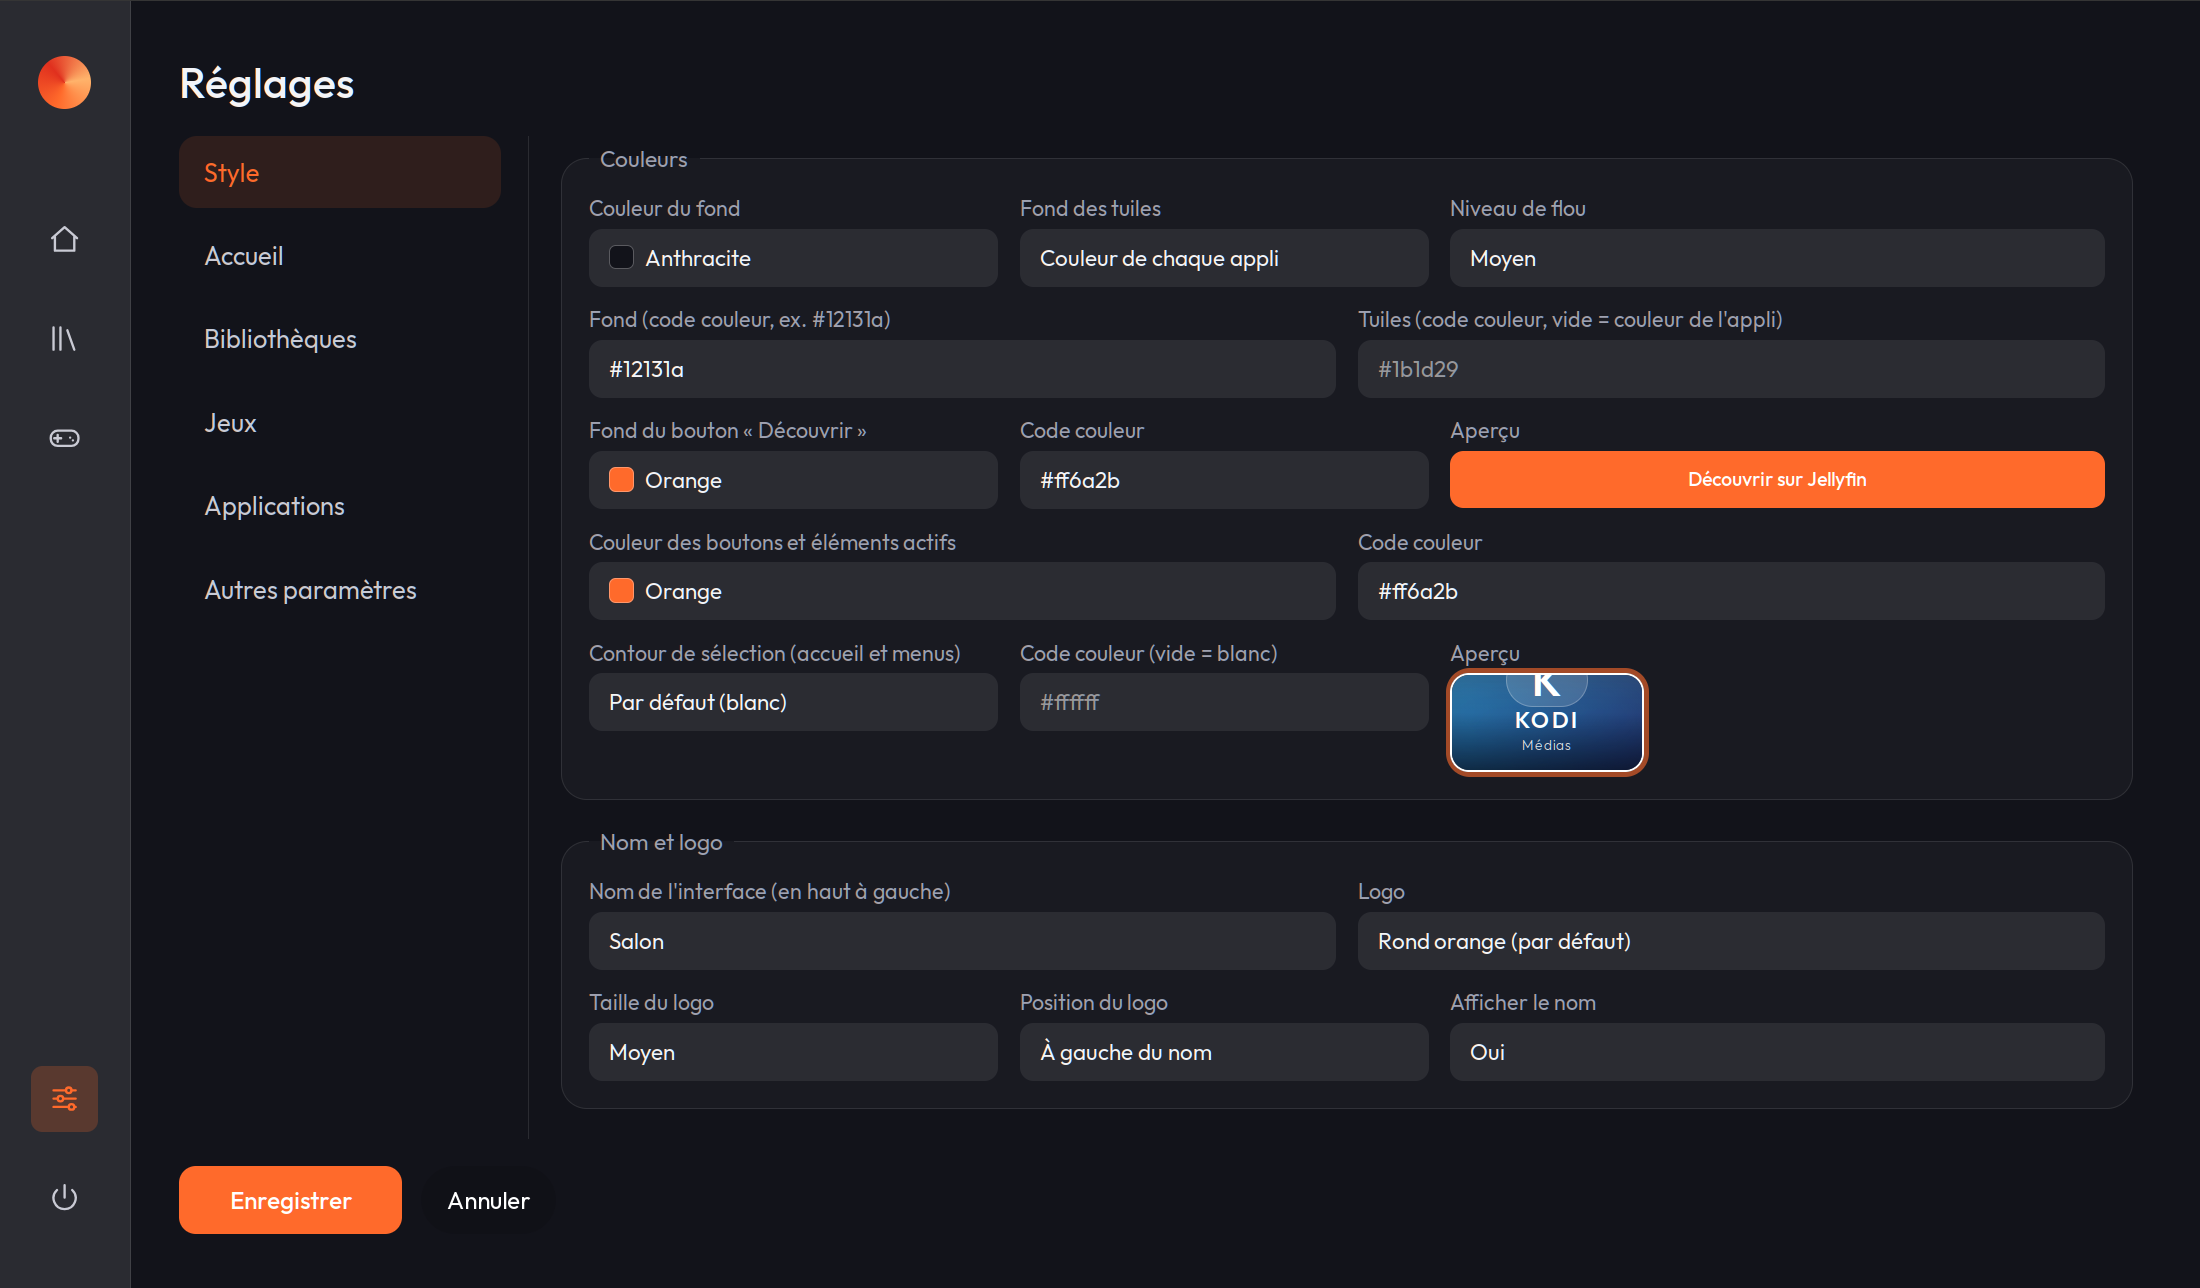 Réglages
Style
Accueil
Bibliothèques
Jeux
Applications
Autres paramètres
Couleurs
Couleur du fond
Fond des tuiles
Niveau de flou
Anthracite
Couleur de chaque appli
Moyen
Fond (code couleur, ex. #12131a)
Tuiles (code couleur, vide = couleur de l'appli)
#12131a
#1b1d29
Fond du bouton « Découvrir »
Code couleur
Aperçu
Orange
#ff6a2b
Découvrir sur Jellyfin
Couleur des boutons et éléments actifs
Code couleur
Orange
#ff6a2b
Contour de sélection (accueil et menus)
Code couleur (vide = blanc)
Aperçu
Par défaut (blanc)
#ffffff
K
KODI
Médias
Nom et logo
Nom de l'interface (en haut à gauche)
Logo
Salon
Rond orange (par défaut)
Taille du logo
Position du logo
Afficher le nom
Moyen
À gauche du nom
Oui
Enregistrer
Annuler